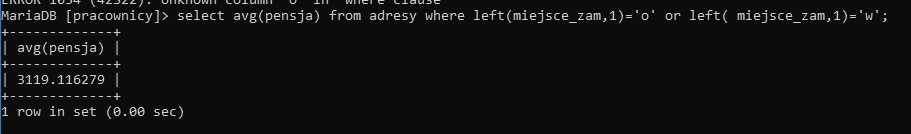 ERROR 1054 (42S22): Unknown column 'o' in 'where clause'
MariaDB [pracownicy]> select avg(pensja) from adresy where left(miejsce_zam,1)='o' or left( miejsce_zam,1)='w';
+-------------+
| avg(pensja) |
+-------------+
| 3119.116279 |
+-------------+
1 row in set (0.00 sec)